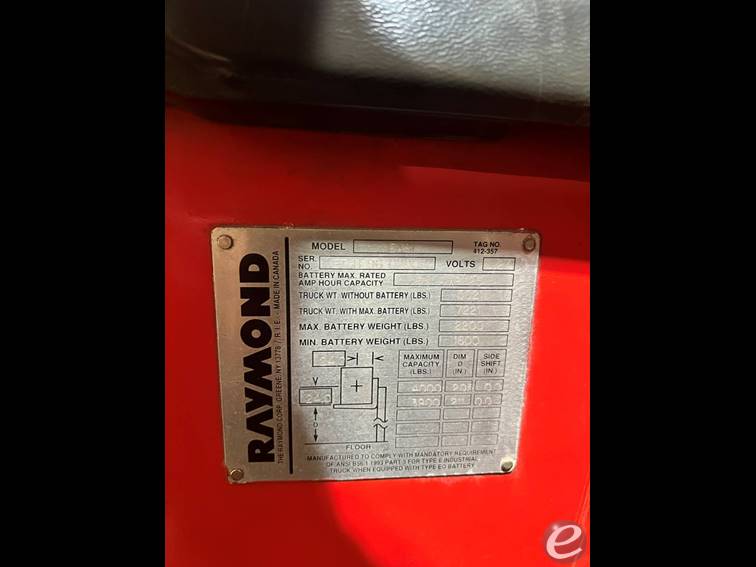 RAYMOND
THE RAYMOND CORP. GREENE, NY 13778 / R.I.E. - MADE IN CANADA
MODEL
TAG NO.
412-357
SER. NO.
VOLTS
BATTERY MAX. RATED
AMP HOUR CAPACITY
TRUCK WT. WITHOUT BATTERY (LBS.)
TRUCK WT. WITH MAX. BATTERY (LBS.)
MAX. BATTERY WEIGHT (LBS.) 2200
MIN. BATTERY WEIGHT (LBS.) 1600
MAXIMUM CAPACITY (LBS.)
DIM D (IN.)
SIDE SHIFT (IN.)
4000
3800
V
24.0
D
FLOOR
MANUFACTURED TO COMPLY WITH MANDATORY REQUIREMENT
OF ANSI B56.1 1993 PART 3 FOR TYPE E INDUSTRIAL
TRUCK WHEN EQUIPPED WITH TYPE EO BATTERY